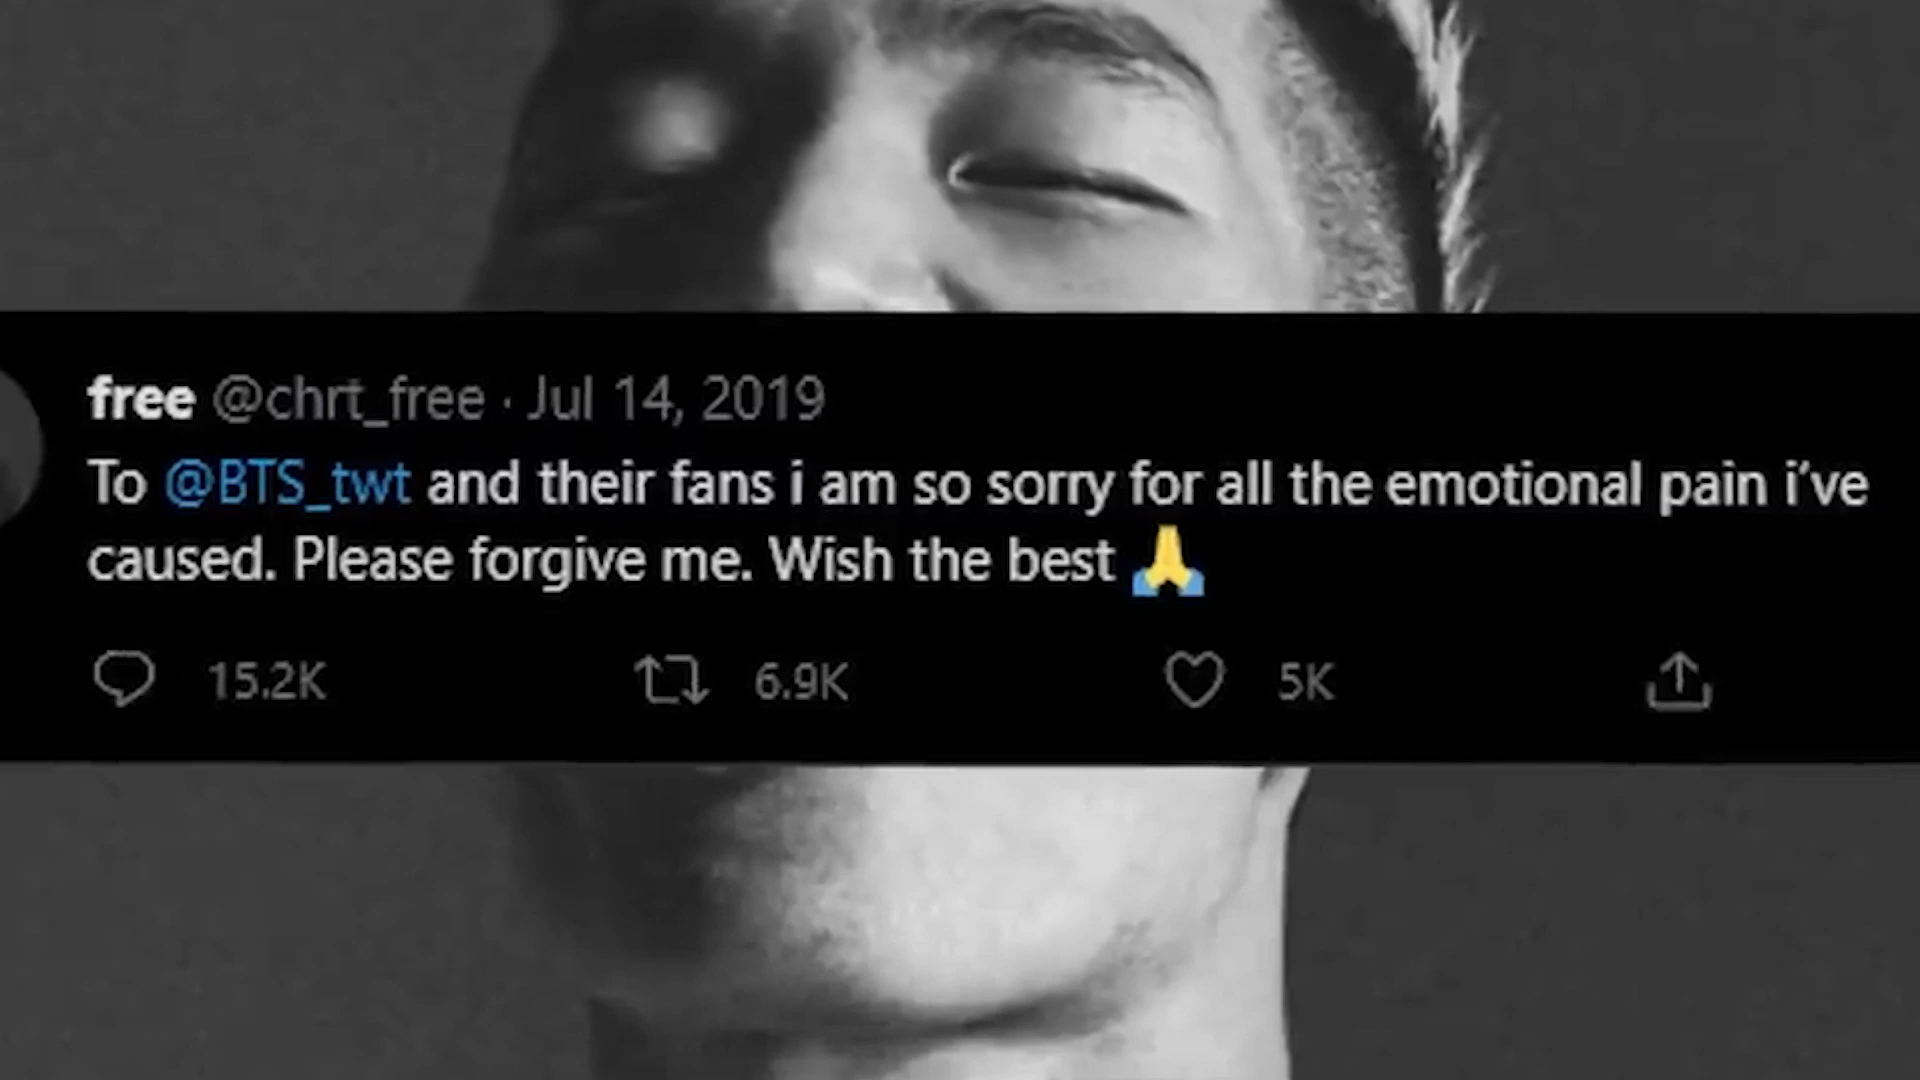 free @chrt_free · Jul 14, 2019
To @BTS_twt and their fans i am so sorry for all the emotional pain i've
caused. Please forgive me. Wish the best 🙏
15.2K 6.9K 5K